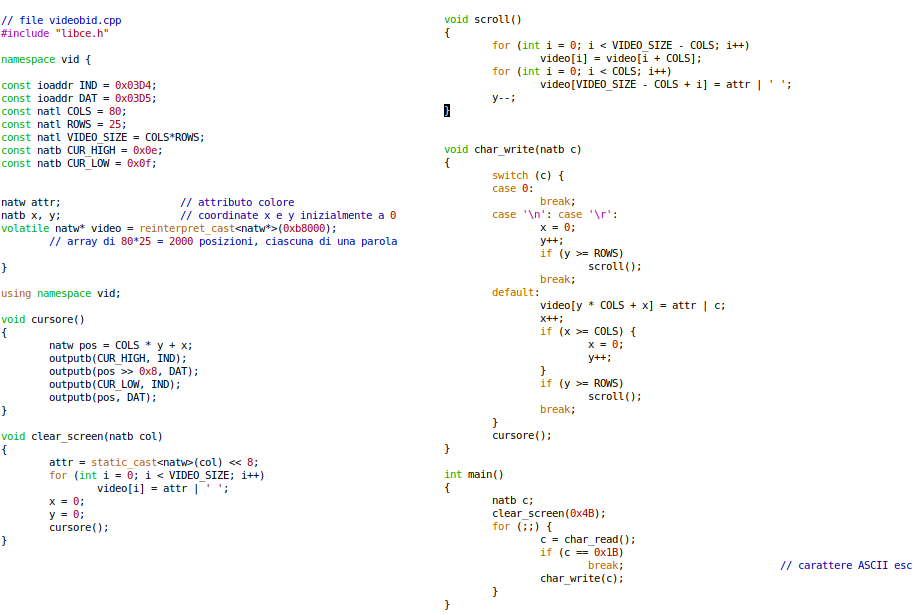 // file videobid.cpp
#include "libce.h"
namespace vid {
const ioaddr IND = 0x03D4;
const ioaddr DAT = 0x03D5;
const natl COLS = 80;
const natl ROWS = 25;
const natl VIDEO_SIZE = COLS*ROWS;
const natb CUR_HIGH = 0x0e;
const natb CUR_LOW = 0x0f;
natw attr; // attributo colore
natb x, y; // coordinate x e y inizialmente a 0
volatile natw* video = reinterpret_cast<natw*>(0xb8000);
// array di 80*25 = 2000 posizioni, ciascuna di una parola
}
using namespace vid;
void cursore()
{
natw pos = COLS * y + x;
outputb(CUR_HIGH, IND);
outputb(pos >> 0x8, DAT);
outputb(CUR_LOW, IND);
outputb(pos, DAT);
}
void clear_screen(natb col)
{
attr = static_cast<natw>(col) << 8;
for (int i = 0; i < VIDEO_SIZE; i++)
video[i] = attr | ' ';
x = 0;
y = 0;
cursore();
}
void scroll()
{
for (int i = 0; i < VIDEO_SIZE - COLS; i++)
video[i] = video[i + COLS];
for (int i = 0; i < COLS; i++)
video[VIDEO_SIZE - COLS + i] = attr | ' ';
y--;
}
void char_write(natb c)
{
switch (c) {
case 0:
break;
case '\n': case '\r':
x = 0;
y++;
if (y >= ROWS)
scroll();
break;
default:
video[y * COLS + x] = attr | c;
x++;
if (x >= COLS) {
x = 0;
y++;
}
if (y >= ROWS)
scroll();
break;
}
cursore();
}
int main()
{
natb c;
clear_screen(0x4B);
for (;;) {
c = char_read();
if (c == 0x1B)
break; // carattere ASCII esc
char_write(c);
}
}